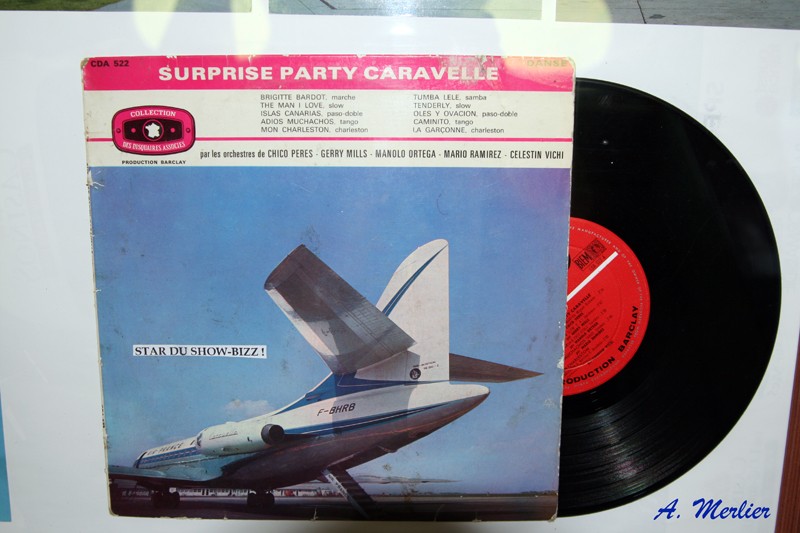 CDA 522
DANSE
SURPRISE PARTY CARAVELLE
BRIGITTE BARDOT, marche
THE MAN I LOVE, slow
ISLAS CANARIAS, paso-doble
ADIOS MUCHACHOS, tango
MON CHARLESTON, charleston
TUMBA LELE, samba
TENDERLY, slow
OLES Y OVACION, paso-doble
CAMINITO, tango
LA GARÇONNE, charleston
COLLECTION
DES DISQUAIRES ASSOCIÉS
PRODUCTION BARCLAY
par les orchestres de CHICO PERES - GERRY MILLS - MANOLO ORTEGA - MARIO RAMIREZ - CELESTIN VICHI
STAR DU SHOW-BIZZ !
F-BHRB
AIR FRANCE
BIEM
PRODUCTION BARCLAY
A. Merlier